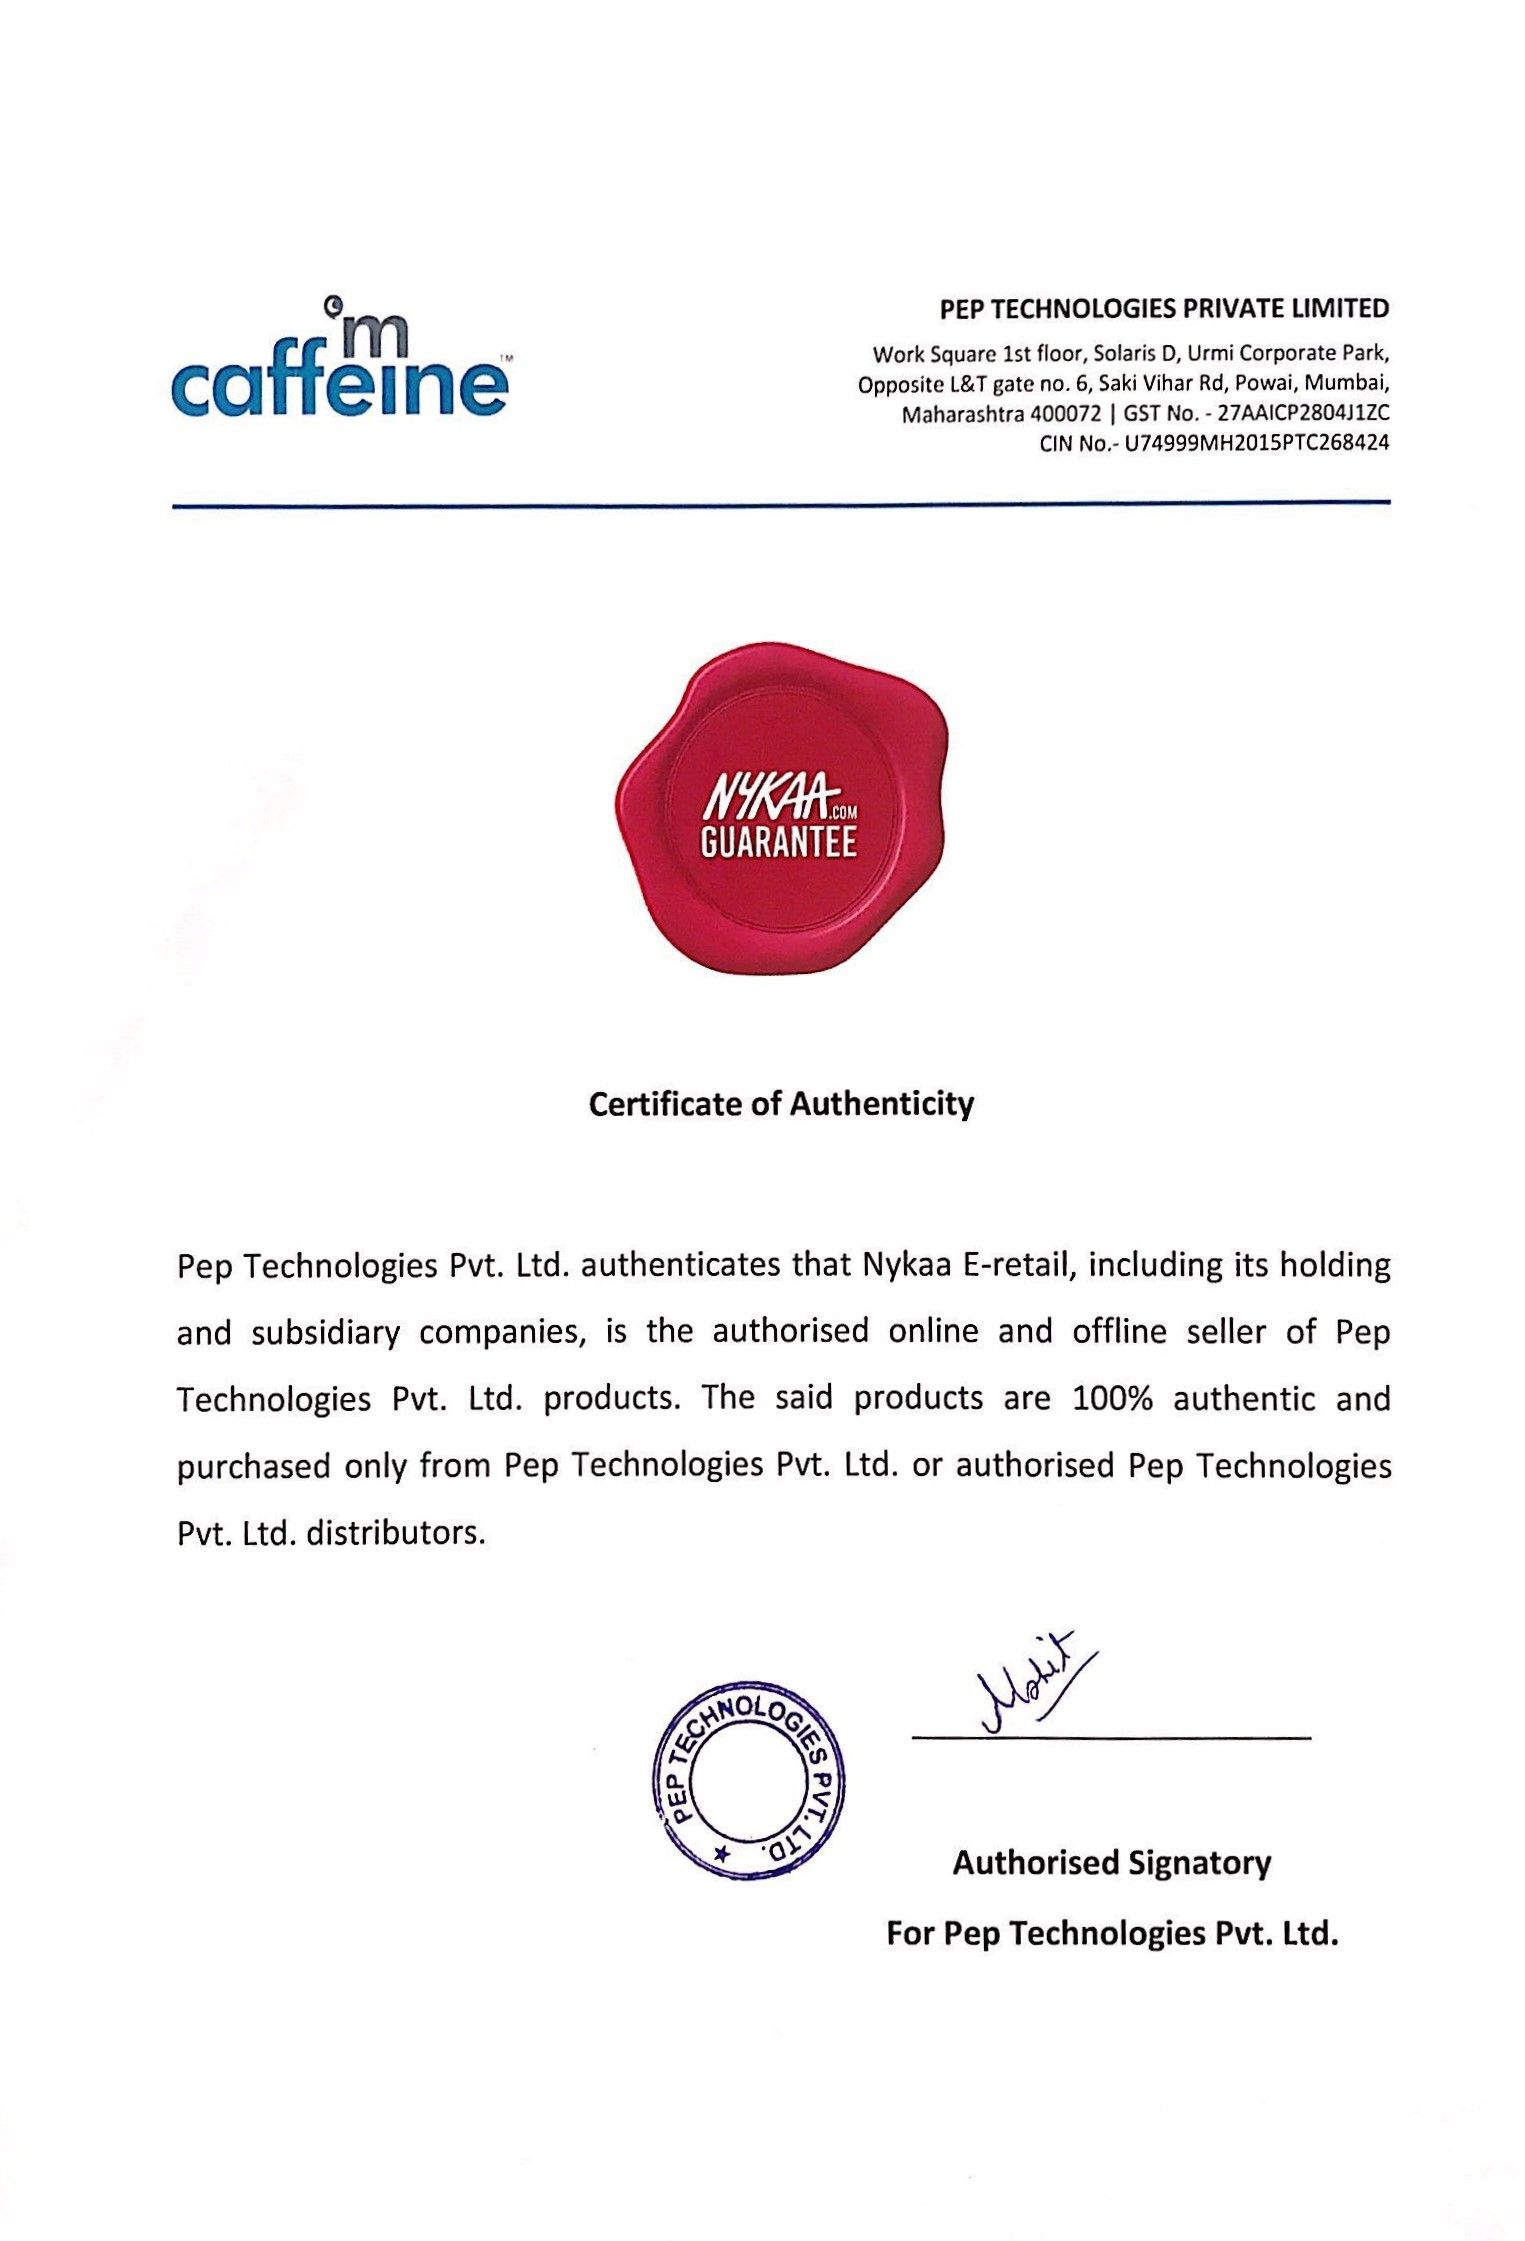 m
caffeine™
PEP TECHNOLOGIES PRIVATE LIMITED
Work Square 1st floor, Solaris D, Urmi Corporate Park,
Opposite L&T gate no. 6, Saki Vihar Rd, Powai, Mumbai,
Maharashtra 400072 | GST No. - 27AAICP2804J1ZC
CIN No.- U74999MH2015PTC268424
NYKAA.COM
GUARANTEE
Certificate of Authenticity
Pep Technologies Pvt. Ltd. authenticates that Nykaa E-retail, including its holding
and subsidiary companies, is the authorised online and offline seller of Pep
Technologies Pvt. Ltd. products. The said products are 100% authentic and
purchased only from Pep Technologies Pvt. Ltd. or authorised Pep Technologies
Pvt. Ltd. distributors.
Mohit
PEP TECHNOLOGIES PVT. LTD.
Authorised Signatory
For Pep Technologies Pvt. Ltd.